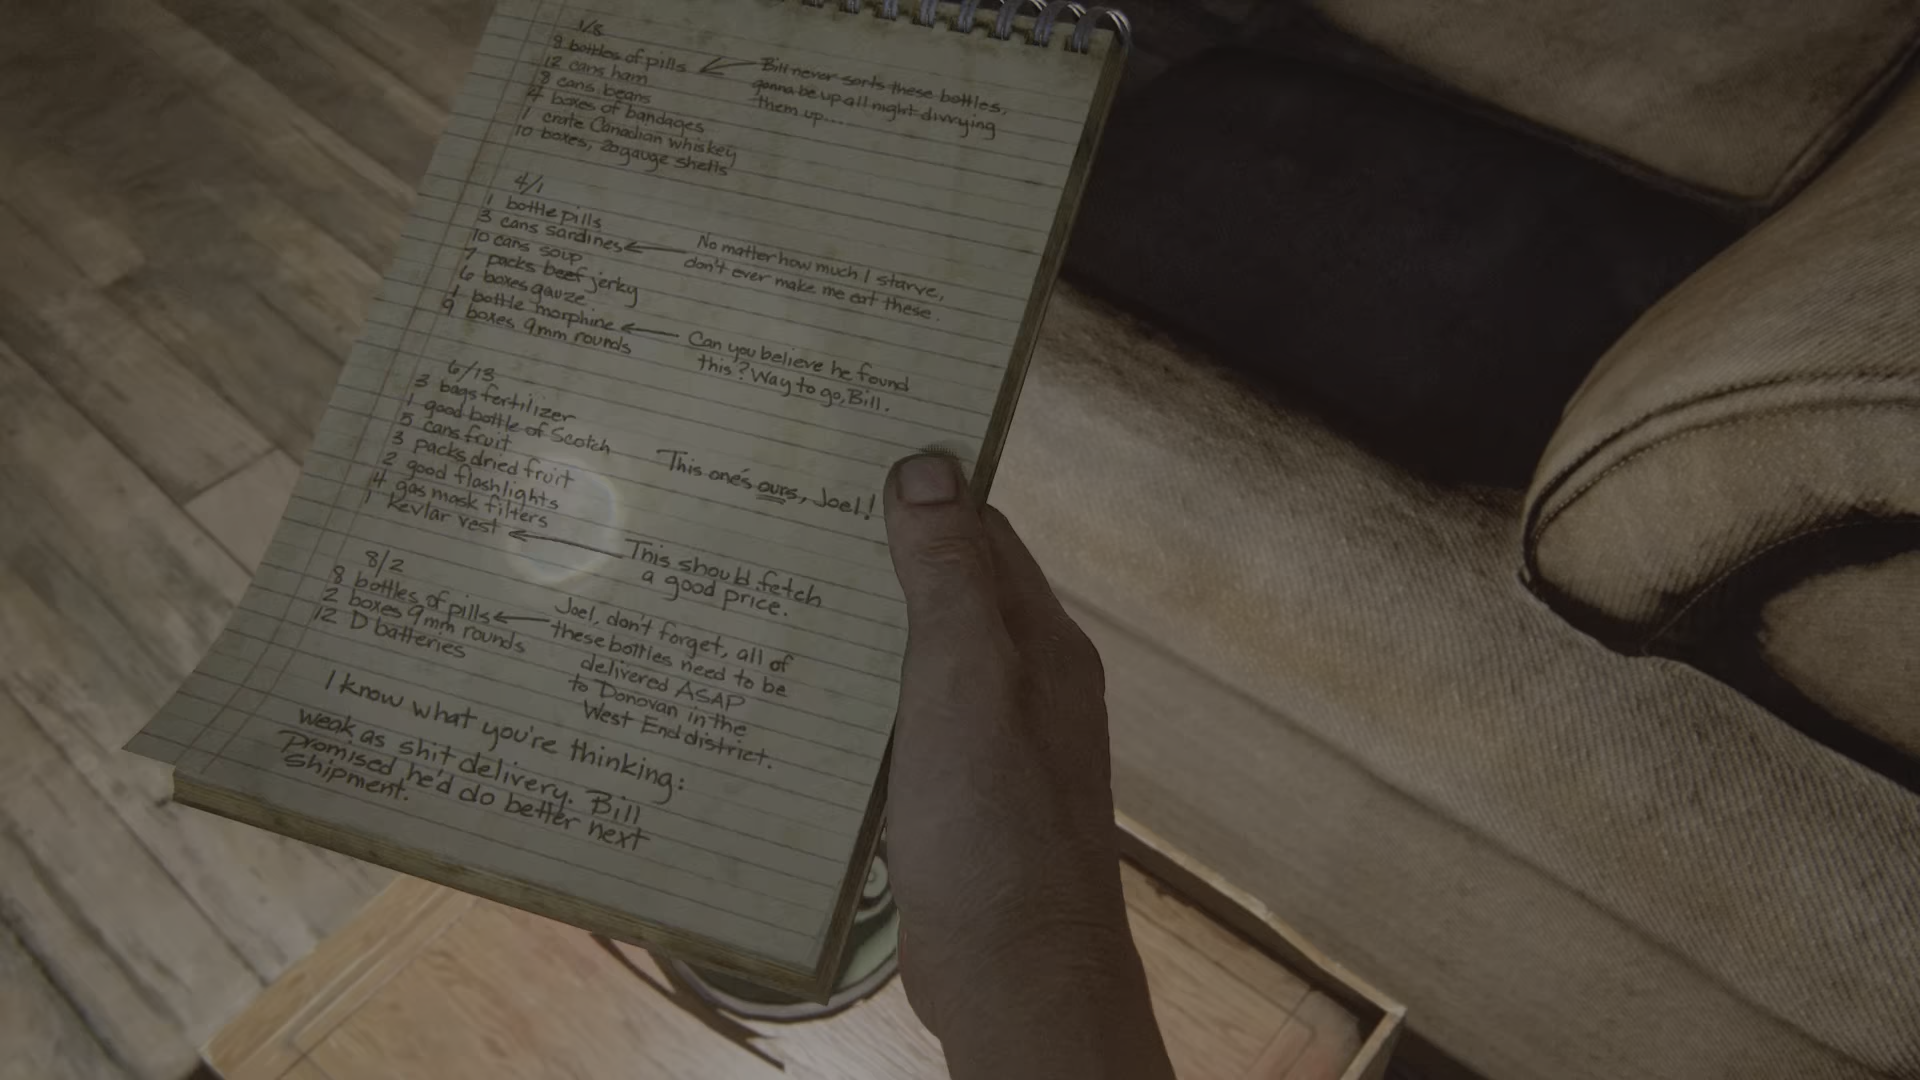 1/8
8 bottles of pills
12 cans ham
8 cans beans
4 boxes of bandages
1 crate Canadian whiskey
10 boxes, 20gauge shells
Bill never sorts these bottles,
gonna be up all night divvying
them up...
4/1
1 bottle pills
3 cans sardines
10 cans soup
7 packs beef jerky
6 boxes gauze
1 bottle morphine
9 boxes 9mm rounds
No matter how much I starve,
don't ever make me eat these.
Can you believe he found
this? Way to go, Bill.
6/13
3 bags fertilizer
1 good bottle of Scotch
5 cans fruit
3 packs dried fruit
2 good flashlights
4 gas mask filters
1 Kevlar vest
This one's ours, Joel!
This should fetch
a good price.
8/2
8 bottles of pills
2 boxes 9mm rounds
12 D batteries
Joel, don't forget, all of
these bottles need to be
delivered ASAP
to Donovan in the
West End district.
I know what you're thinking:
weak as shit delivery. Bill
promised he'd do better next
shipment.